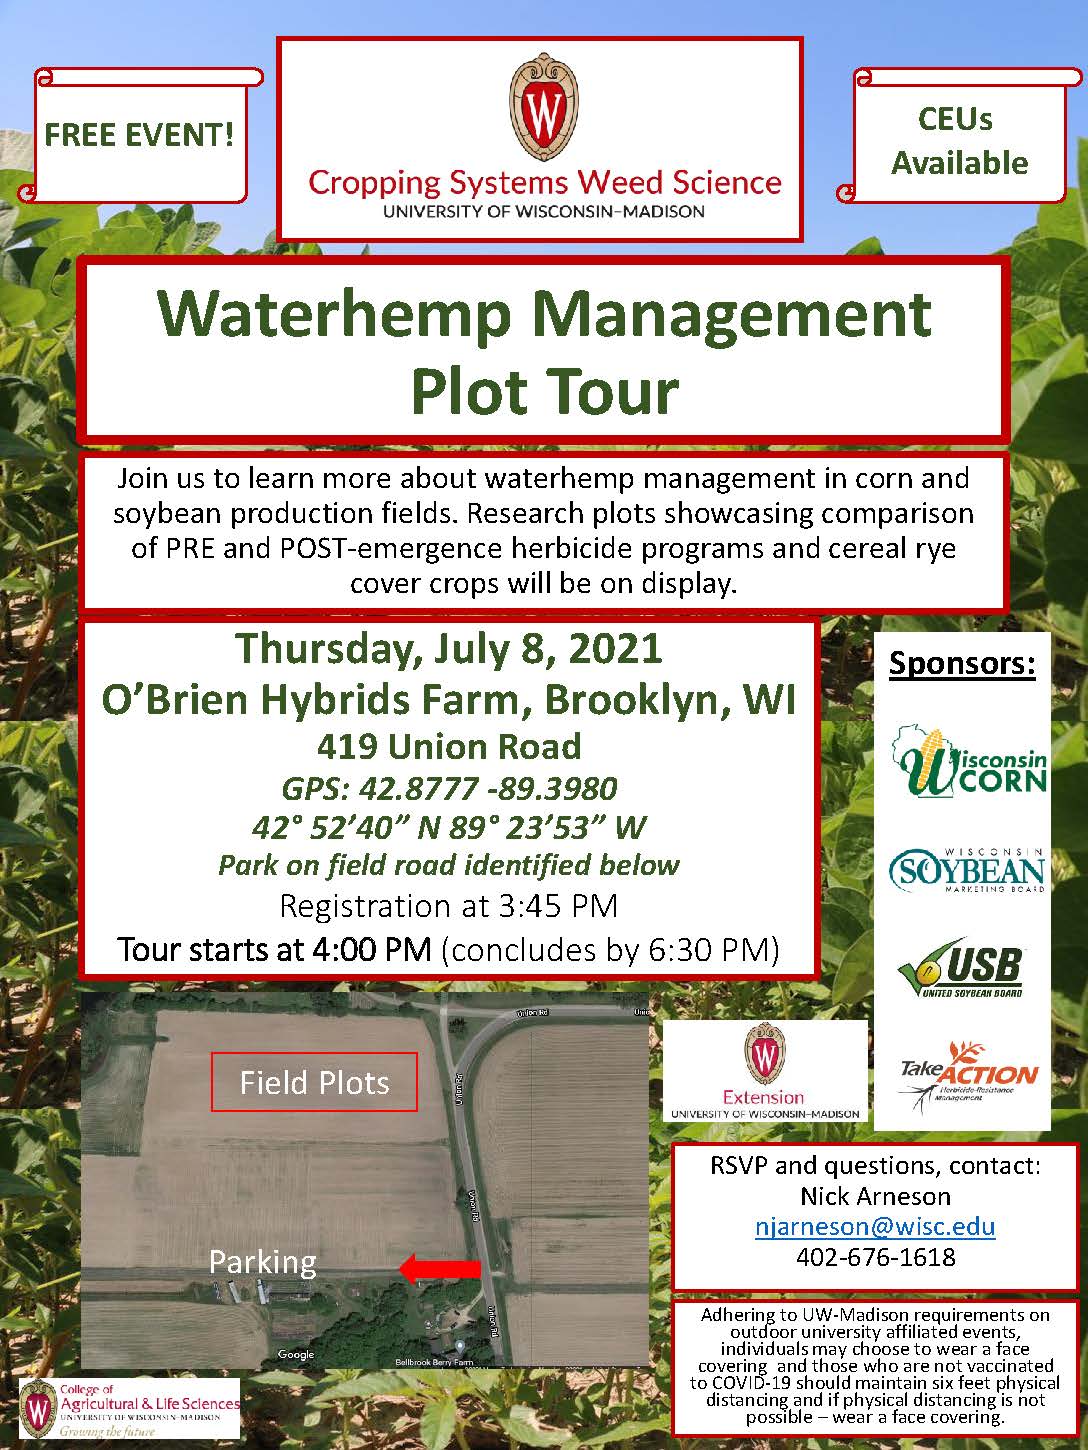 FREE EVENT!
W
Cropping Systems Weed Science
UNIVERSITY OF WISCONSIN–MADISON
CEUs
Available
Waterhemp Management
Plot Tour
Join us to learn more about waterhemp management in corn and
soybean production fields. Research plots showcasing comparison
of PRE and POST-emergence herbicide programs and cereal rye
cover crops will be on display.
Thursday, July 8, 2021
O’Brien Hybrids Farm, Brooklyn, WI
419 Union Road
GPS: 42.8777 -89.3980
42° 52’40” N 89° 23’53” W
Park on field road identified below
Registration at 3:45 PM
Tour starts at 4:00 PM (concludes by 6:30 PM)
Sponsors:
Wisconsin
CORN
WISCONSIN
SOYBEAN
MARKETING BOARD
USB
UNITED SOYBEAN BOARD
Take ACTION
Herbicide-Resistance
Management
Union Rd
Unio
Field Plots
Union Rd
Union Rd
Parking
Union Rd
Google
Bellbrook Berry Farm
W
Extension
UNIVERSITY OF WISCONSIN–MADISON
RSVP and questions, contact:
Nick Arneson
njarneson@wisc.edu
402-676-1618
Adhering to UW-Madison requirements on
outdoor university affiliated events,
individuals may choose to wear a face
covering and those who are not vaccinated
to COVID-19 should maintain six feet physical
distancing and if physical distancing is not
possible – wear a face covering.
W
College of
Agricultural & Life Sciences
UNIVERSITY OF WISCONSIN–MADISON
Growing the future